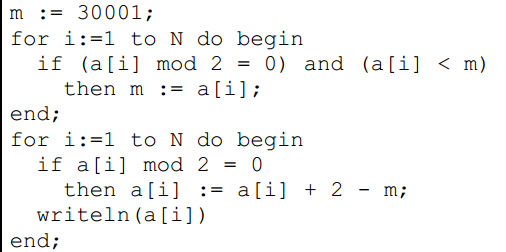 m := 30001;
for i:=1 to N do begin
  if (a[i] mod 2 = 0) and (a[i] < m)
    then m := a[i];
end;
for i:=1 to N do begin
  if a[i] mod 2 = 0
    then a[i] := a[i] + 2 - m;
  writeln(a[i])
end;